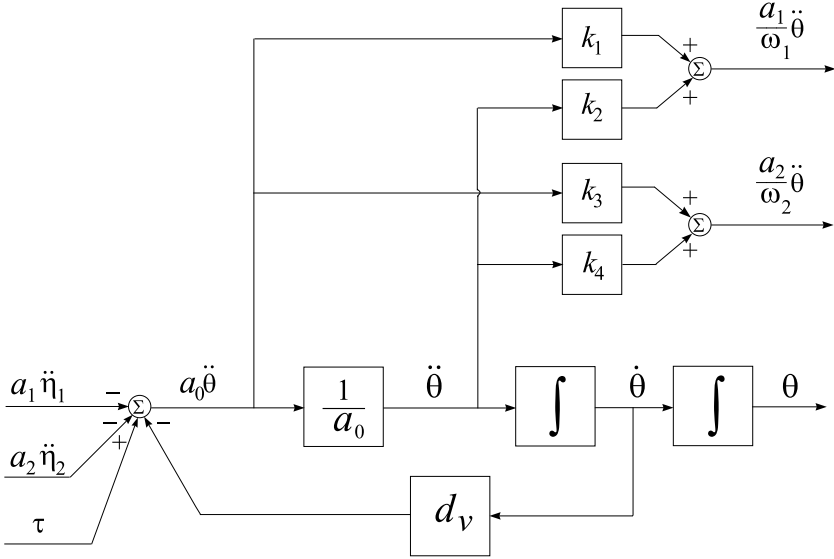 k₁
+
Σ
+
a₁/ω₁ θ̈
k₂
k₃
+
Σ
+
a₂/ω₂ θ̈
k₄
a₁η̈₁
−
Σ
a₀θ̈
1/a₀
θ̈
∫
θ̇
∫
θ
a₂η̈₂
−
+
−
τ
d_v